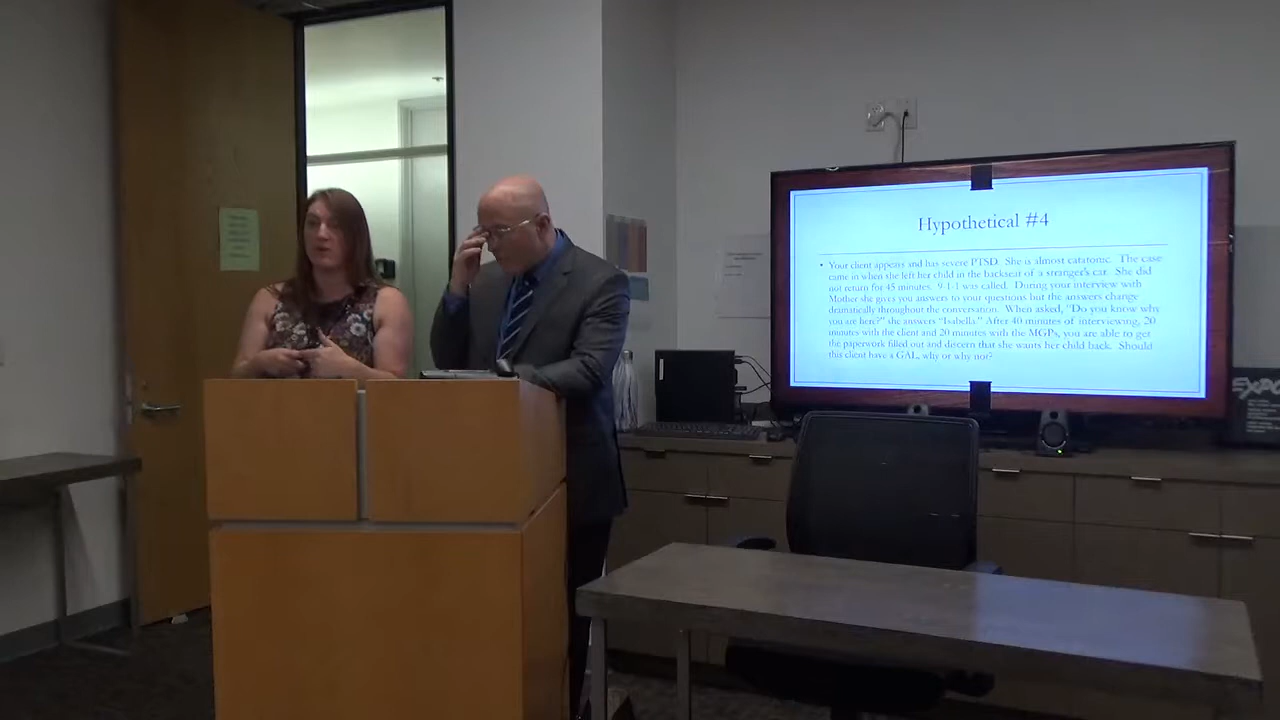 Hypothetical #4
• Your client appears and has severe PTSD. She is almost catatonic. The case
came in when she left her child in the backseat of a stranger's car. She did
not return for 45 minutes. 9-1-1 was called. During your interview with
Mother she gives you answers to your questions but the answers change
dramatically throughout the conversation. When asked, "Do you know why
you are here?" she answers "Isabella." After 40 minutes of interviewing, 20
minutes with the client and 20 minutes with the MGPs, you are able to get
the paperwork filled out and discern that she wants her child back. Should
this client have a GAL, why or why not?
EXPO